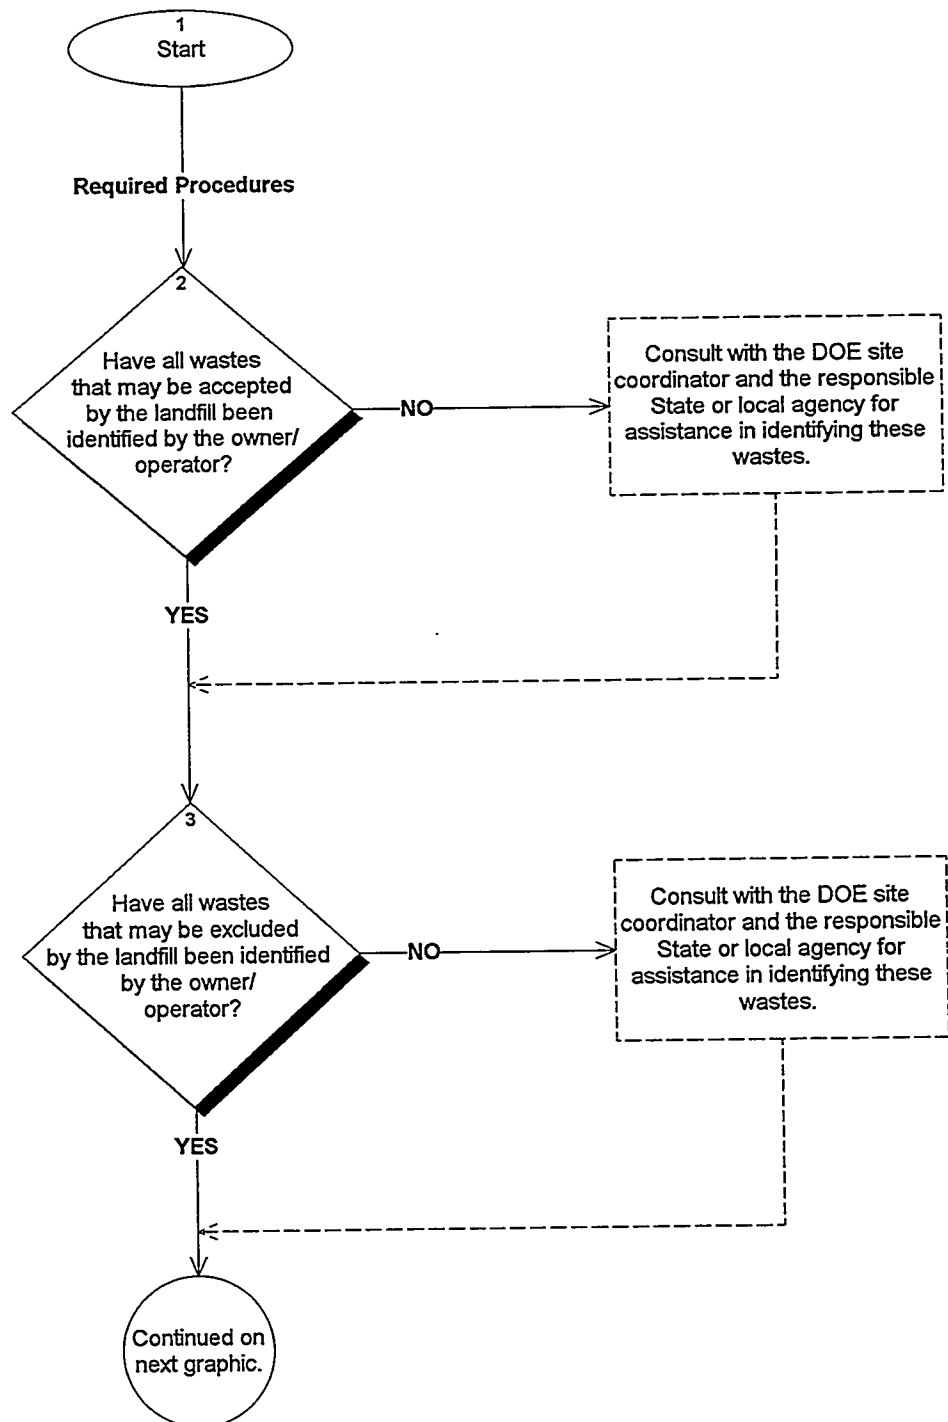 1
Start
Required Procedures
2
Have all wastes
that may be accepted
by the landfill been
identified by the owner/
operator?
NO
Consult with the DOE site
coordinator and the responsible
State or local agency for
assistance in identifying these
wastes.
YES
3
Have all wastes
that may be excluded
by the landfill been identified
by the owner/
operator?
NO
Consult with the DOE site
coordinator and the responsible
State or local agency for
assistance in identifying these
wastes.
YES
Continued on
next graphic.